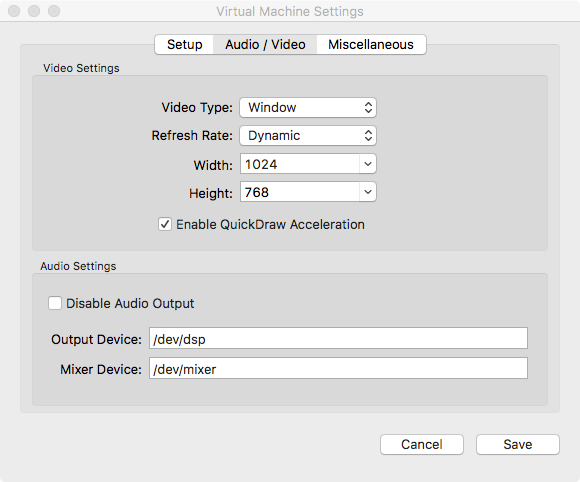 Virtual Machine Settings
Setup Audio / Video Miscellaneous
Video Settings
Video Type: Window
Refresh Rate: Dynamic
Width: 1024
Height: 768
Enable QuickDraw Acceleration
Audio Settings
Disable Audio Output
Output Device: /dev/dsp
Mixer Device: /dev/mixer
Cancel Save